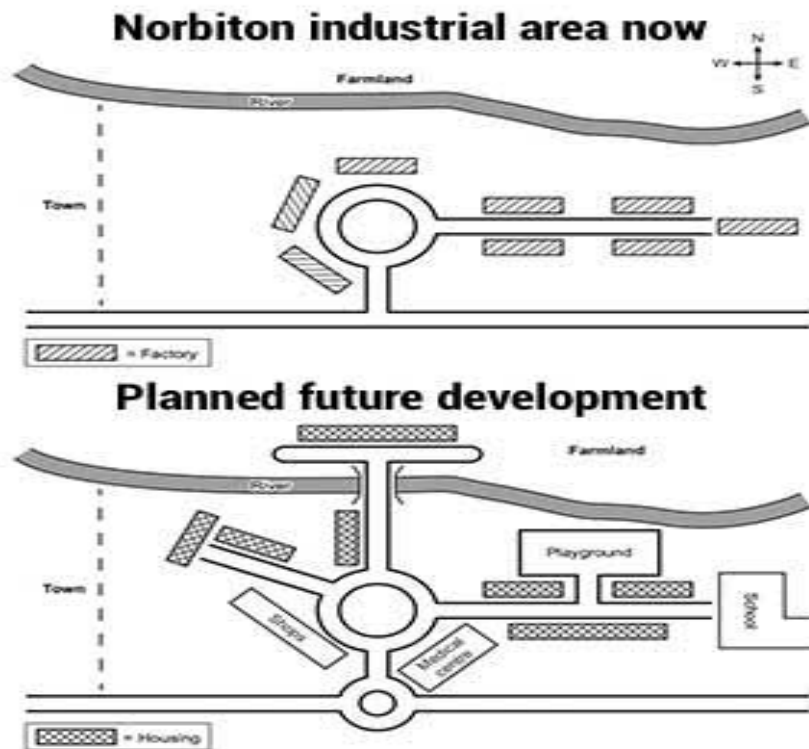 Norbiton industrial area now
N
W E
S
Farmland
River
Town
= Factory
Planned future development
Farmland
River
Playground
Town
School
Shops
Medical
centre
= Housing